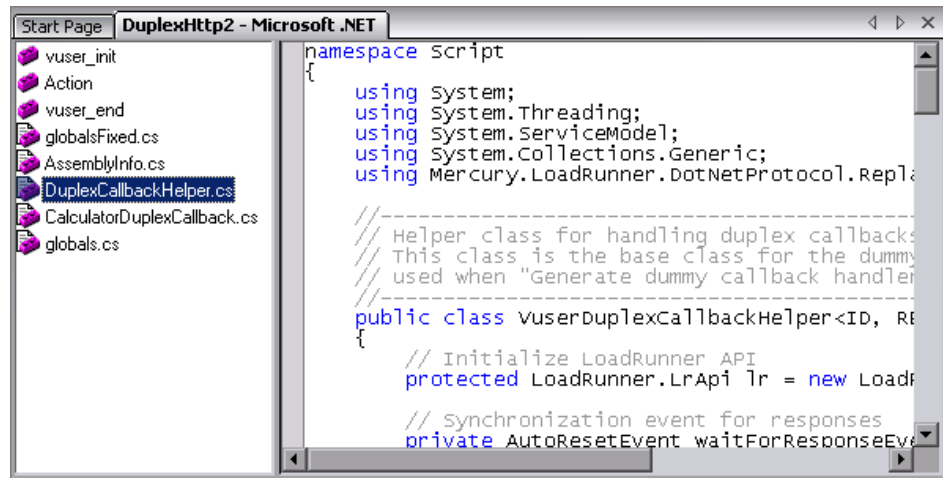 Start Page
DuplexHttp2 - Microsoft .NET
vuser_init
Action
vuser_end
globalsFixed.cs
AssemblyInfo.cs
DuplexCallbackHelper.cs
CalculatorDuplexCallback.cs
globals.cs
namespace Script
{
using System;
using System.Threading;
using System.ServiceModel;
using System.Collections.Generic;
using Mercury.LoadRunner.DotNetProtocol.Repla
//------------------------------------------------
// Helper class for handling duplex callbacks
// This class is the base class for the dummy
// used when "Generate dummy callback handler
//------------------------------------------------
public class VuserDuplexCallbackHelper<ID, RE
{
// Initialize LoadRunner API
protected LoadRunner.LrApi lr = new LoadR
// Synchronization event for responses
private AutoResetEvent waitForResponseEve